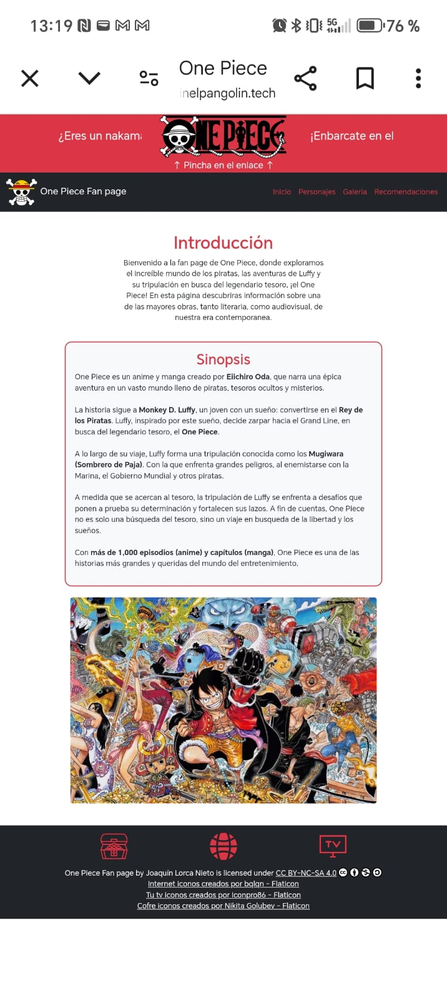 13:19
5G
76 %
One Piece
inelpangolin.tech
¿Eres un nakama
ONE PIECE
¡Enbarcate en el
↑ Pincha en el enlace ↑
One Piece Fan page
Inicio Personajes Galería Recomendaciones
Introducción
Bienvenido a la fan page de One Piece, donde exploramos
el increíble mundo de los piratas, las aventuras de Luffy y
su tripulación en busca del legendario tesoro, ¡el One
Piece! En esta página descubriras información sobre una
de las mayores obras, tanto literaria, como audiovisual, de
nuestra era contemporanea.
Sinopsis
One Piece es un anime y manga creado por Eiichiro Oda, que narra una épica
aventura en un vasto mundo lleno de piratas, tesoros ocultos y misterios.
La historia sigue a Monkey D. Luffy, un joven con un sueño: convertirse en el Rey de
los Piratas. Luffy, inspirado por este sueño, decide zarpar hacia el Grand Line, en
busca del legendario tesoro, el One Piece.
A lo largo de su viaje, Luffy forma una tripulación conocida como los Mugiwara
(Sombrero de Paja). Con la que enfrenta grandes peligros, al enemistarse con la
Marina, el Gobierno Mundial y otros piratas.
A medida que se acercan al tesoro, la tripulación de Luffy se enfrenta a desafíos que
ponen a prueba su determinación y fortalecen sus lazos. A fin de cuentas, One Piece
no es solo una búsqueda del tesoro, sino un viaje en busqueda de la libertad y los
sueños.
Con más de 1,000 episodios (anime) y capítulos (manga), One Piece es una de las
historias más grandes y queridas del mundo del entretenimiento.
TV
One Piece Fan page by Joaquín Lorca Nieto is licensed under CC BY-NC-SA 4.0
Internet iconos creados por bqlqn - Flaticon
Tu tv iconos creados por Iconpro86 - Flaticon
Cofre iconos creados por Nikita Golubev - Flaticon